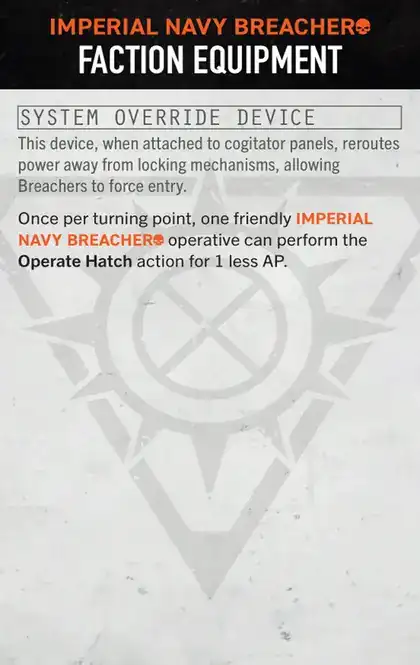 IMPERIAL NAVY BREACHER
FACTION EQUIPMENT
SYSTEM OVERRIDE DEVICE
This device, when attached to cogitator panels, reroutes
power away from locking mechanisms, allowing
Breachers to force entry.
Once per turning point, one friendly IMPERIAL
NAVY BREACHER operative can perform the
Operate Hatch action for 1 less AP.